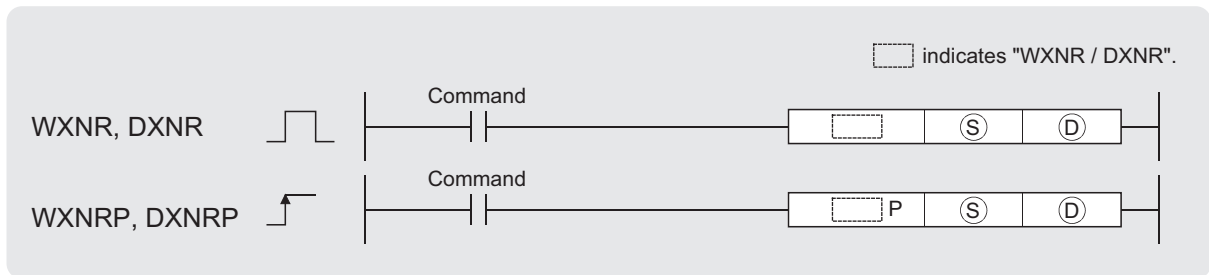 indicates "WXNR / DXNR".
Command
WXNR, DXNR
S D
Command
WXNRP, DXNRP
P S D